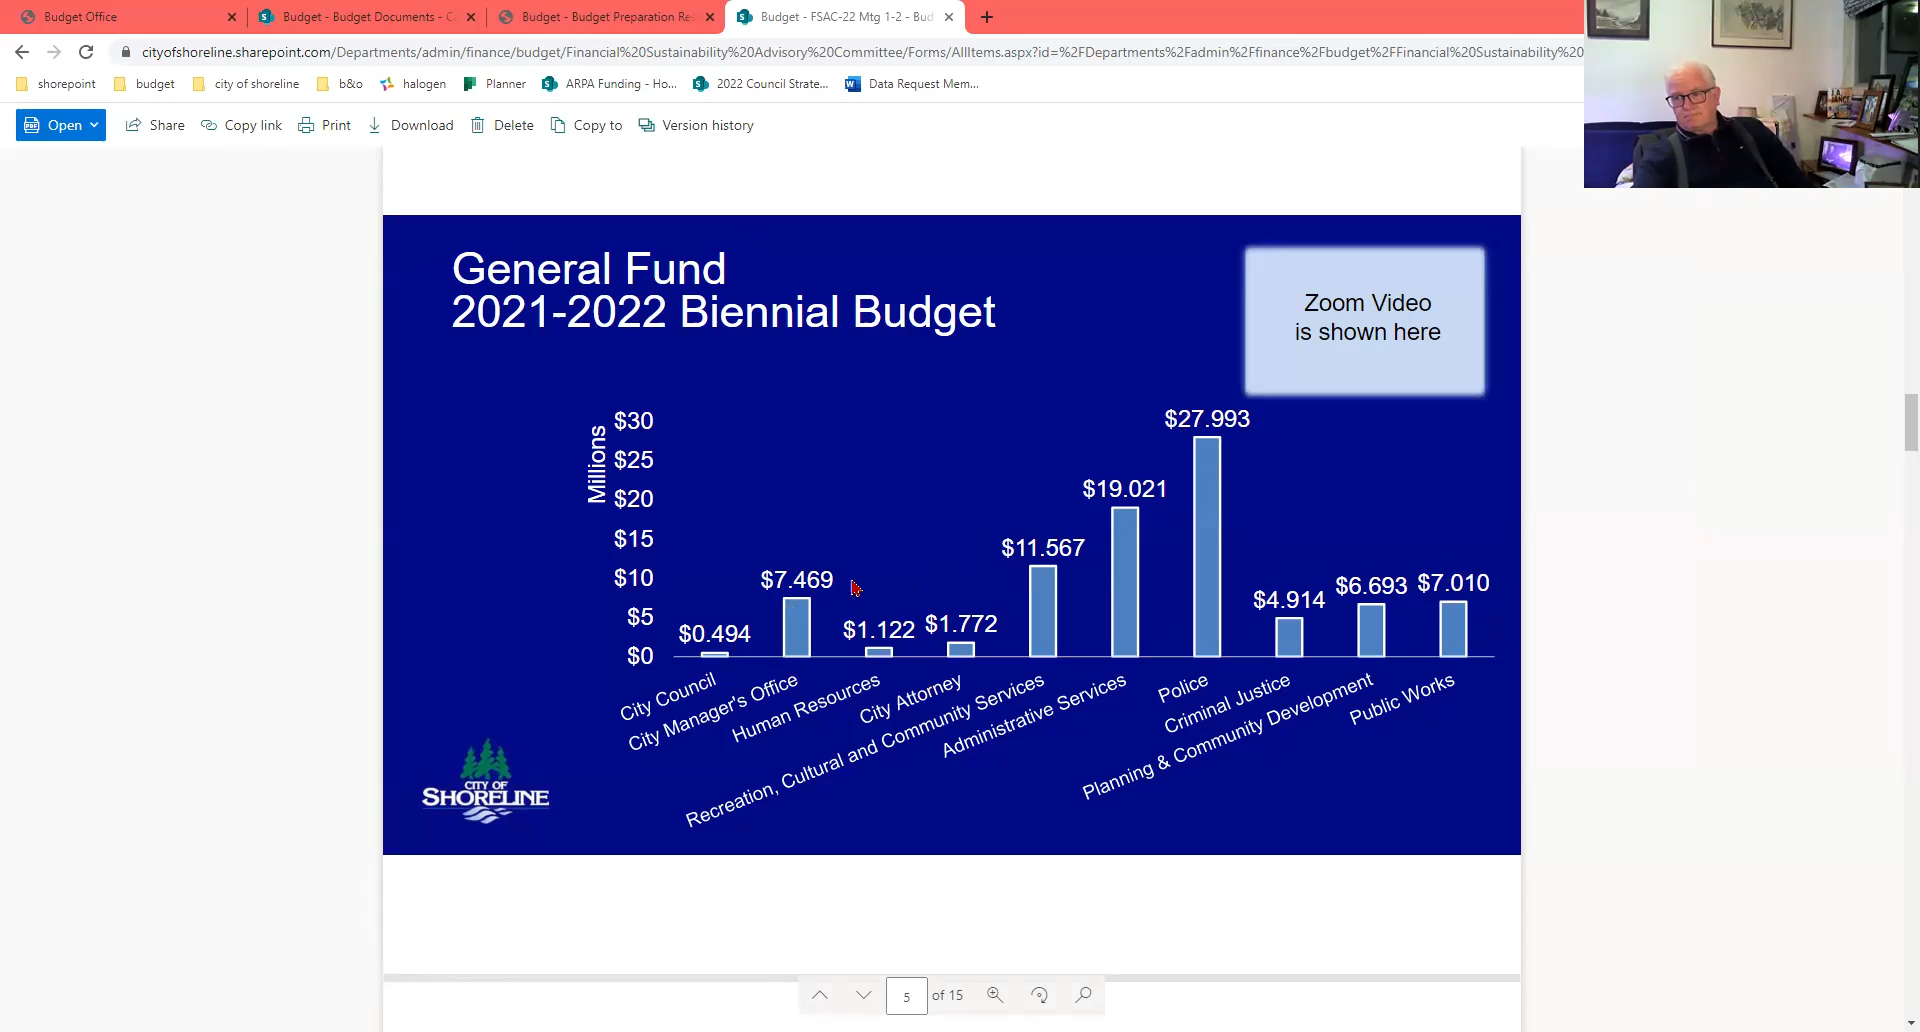 Budget Office
Budget - Budget Documents - C
Budget - Budget Preparation Re
Budget - FSAC-22 Mtg 1-2 - Bud
cityofshoreline.sharepoint.com/Departments/admin/finance/budget/Financial%20Sustainability%20Advisory%20Committee/Forms/AllItems.aspx?id=%2FDepartments%2Fadmin%2Ffinance%2Fbudget%2FFinancial%20Sustainability%20
shorepoint
budget
city of shoreline
b&o
halogen
Planner
ARPA Funding - Ho...
2022 Council Strate...
Data Request Mem...
Open
Share
Copy link
Print
Download
Delete
Copy to
Version history
General Fund
2021-2022 Biennial Budget
Zoom Video
is shown here
Millions
$30
$25
$20
$15
$10
$5
$0
$0.494
$7.469
$1.122
$1.772
$11.567
$19.021
$27.993
$4.914
$6.693
$7.010
City Council
City Manager's Office
Human Resources
City Attorney
Recreation, Cultural and Community Services
Administrative Services
Police
Criminal Justice
Planning & Community Development
Public Works
CITY OF
SHORELINE
5 of 15